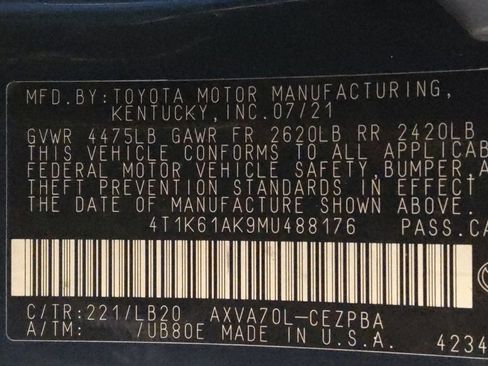 MFD.BY:TOYOTA MOTOR MANUFACTURING,
KENTUCKY,INC.07/21
GVWR 4475LB GAWR FR 2620LB RR 2420LB
THIS VEHICLE CONFORMS TO ALL APPLICAB
FEDERAL MOTOR VEHICLE SAFETY,BUMPER,A
THEFT PREVENTION STANDARDS IN EFFECT
THE DATE OF MANUFACTURE SHOWN ABOVE.
4T1K61AK9MU488176 PASS.CA
C/TR:221/LB20 AXVA70L-CEZPBA
A/TM: 7UB80E MADE IN U.S.A. 4234